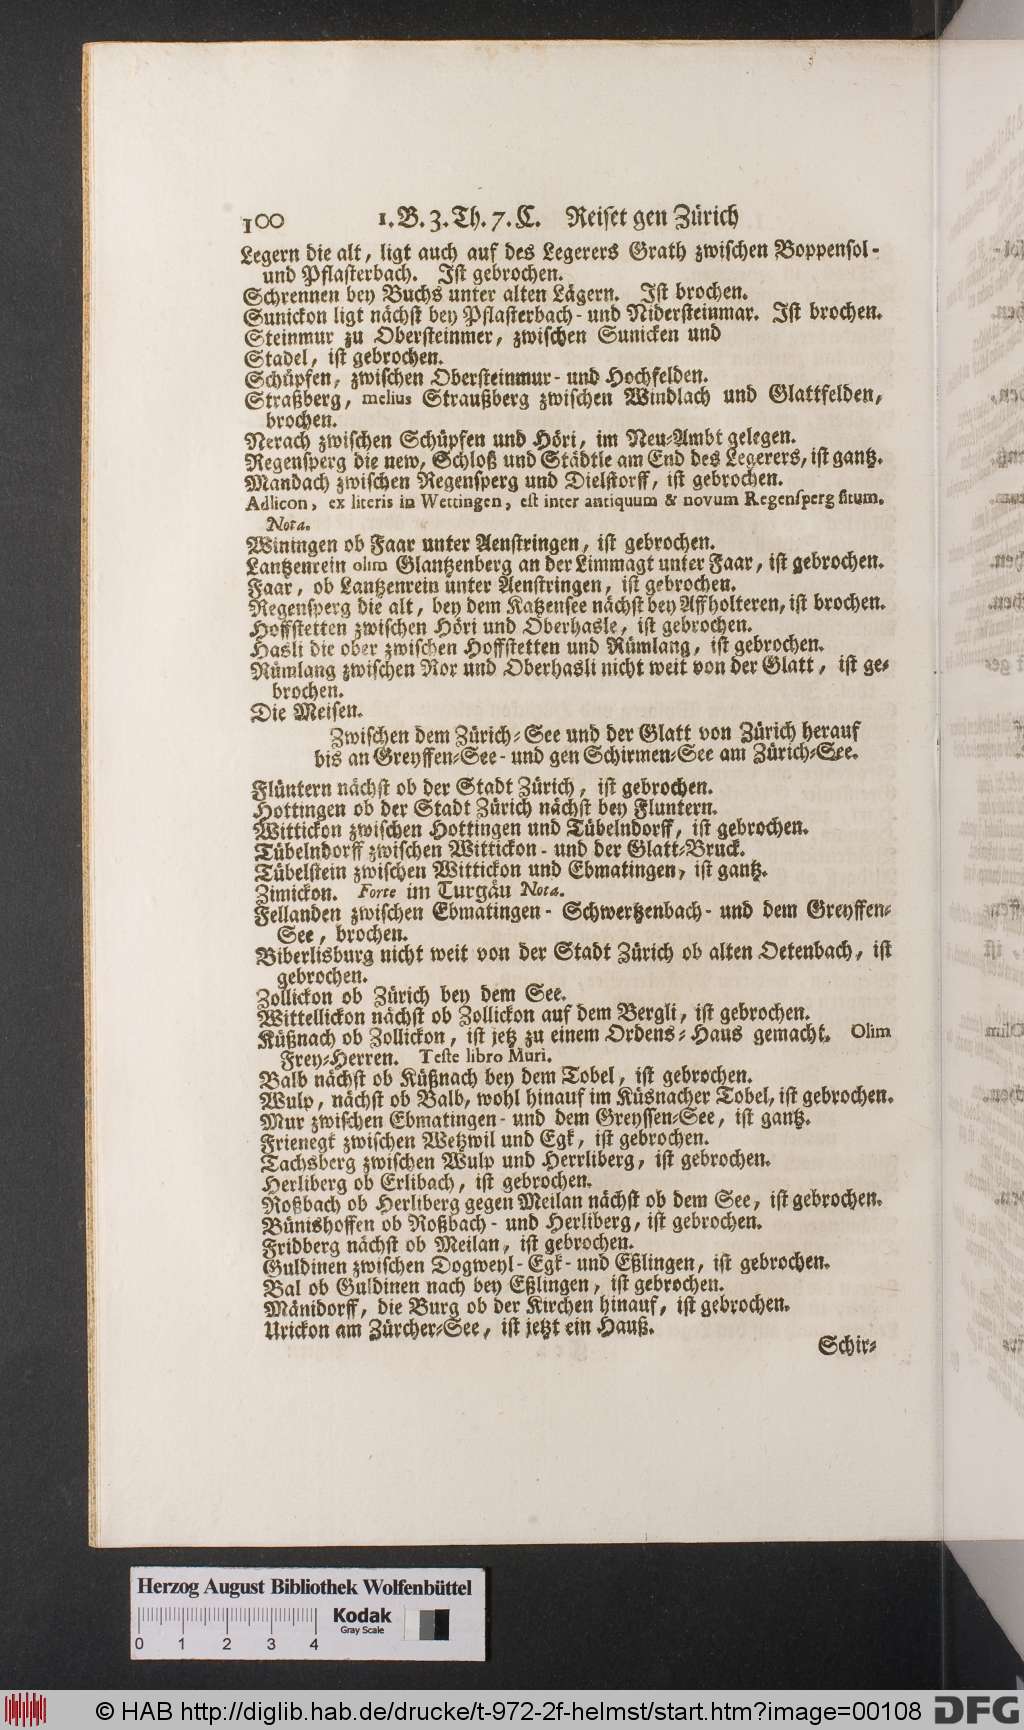 100 1. B. 3. Th. 7. C. Reiset gen Zürich
Legern die alt, ligt auch auf des Legerers Grath zwischen Boppensol-
und Pflasterbach. Ist gebrochen.
Schrennen bey Buchs unter alten Lägern. Ist brochen.
Sunickon ligt nächst bey Pflasterbach- und Nidersteinmar. Ist brochen.
Steinmur zu Obersteinmer, zwischen Sunicken und
Stadel, ist gebrochen.
Schüpfen, zwischen Obersteinmur- und Hochfelden.
Straßberg, melius Straußberg zwischen Windlach und Glattfelden,
brochen.
Nerach zwischen Schüpfen und Höri, im Neu-Ambt gelegen.
Regensperg die new, Schloß und Städtle am End des Legerers, ist gantz.
Mandach zwischen Regensperg und Dielstorff, ist gebrochen.
Adlicon, ex literis in Wettingen, est inter antiquum & novum Regensperg situm.
Nota.
Winingen ob Faar unter Aenstringen, ist gebrochen.
Lantzenrein olim Glantzenberg an der Limmagt unter Faar, ist gebrochen.
Faar, ob Lantzenrein unter Aenstringen, ist gebrochen.
Regensperg die alt, bey dem Katzensee nächst bey Affholteren, ist brochen.
Hoffstetten zwischen Höri und Oberhasle, ist gebrochen.
Hasli die ober zwischen Hoffstetten und Rümlang, ist gebrochen.
Rümlang zwischen Nor und Oberhasli nicht weit von der Glatt, ist ge-
brochen.
Die Meisen.
Zwischen dem Zürich-See und der Glatt von Zürich herauf
bis an Greyffen-See- und gen Schirmen-See am Zürich-See.
Flüntern nächst ob der Stadt Zürich, ist gebrochen.
Hottingen ob der Stadt Zürich nächst bey Fluntern.
Wittickon zwischen Hottingen und Tübelndorff, ist gebrochen.
Tübelndorff zwischen Wittickon- und der Glatt-Bruck.
Tübelstein zwischen Wittickon und Ebmatingen, ist gantz.
Zimickon. Forte im Turgäu Nota.
Fellanden zwischen Ebmatingen- Schwertzenbach- und dem Greyffen-
See, brochen.
Biberlisburg nicht weit von der Stadt Zürich ob alten Oetenbach, ist
gebrochen.
Zollickon ob Zürich bey dem See.
Wittellickon nächst ob Zollickon auf dem Bergli, ist gebrochen.
Küßnach ob Zollickon, ist jetz zu einem Ordens-Haus gemacht. Olim
Frey-Herren. Teste libro Muri.
Balb nächst ob Küßnach bey dem Tobel, ist gebrochen.
Wulp, nächst ob Balb, wohl hinauf im Küsnacher Tobel, ist gebrochen.
Mur zwischen Ebmatingen- und dem Greyssen-See, ist gantz.
Frienegk zwischen Wetzwil und Egk, ist gebrochen.
Tachsberg zwischen Wulp und Herrliberg, ist gebrochen.
Herliberg ob Erlibach, ist gebrochen.
Roßbach ob Herliberg gegen Meilan nächst ob dem See, ist gebrochen.
Bünishoffen ob Roßbach- und Herliberg, ist gebrochen.
Fridberg nächst ob Meilan, ist gebrochen.
Guldinen zwischen Dogweyl- Egk- und Eßlingen, ist gebrochen.
Bal ob Guldinen nach bey Eßlingen, ist gebrochen.
Mänidorff, die Burg ob der Kirchen hinauf, ist gebrochen.
Urickon am Zürcher-See, ist jetzt ein Hauß.
Schir-
Herzog August Bibliothek Wolfenbüttel
Kodak
Gray Scale
0 1 2 3 4
© HAB http://diglib.hab.de/drucke/t-972-2f-helmst/start.htm?image=00108
DFG